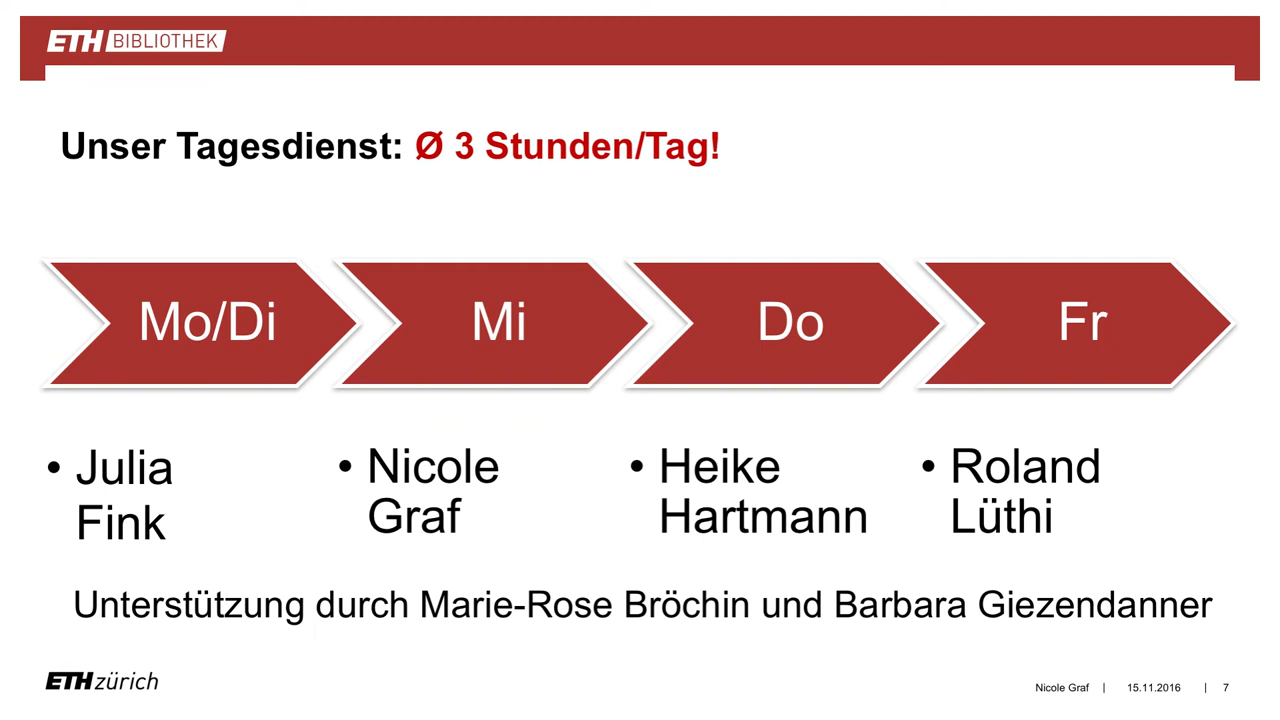 ETH BIBLIOTHEK
Unser Tagesdienst: Ø 3 Stunden/Tag!
Mo/Di
Mi
Do
Fr
• Julia
Fink
• Nicole
Graf
• Heike
Hartmann
• Roland
Lüthi
Unterstützung durch Marie-Rose Bröchin und Barbara Giezendanner
ETH zürich
Nicole Graf | 15.11.2016 | 7